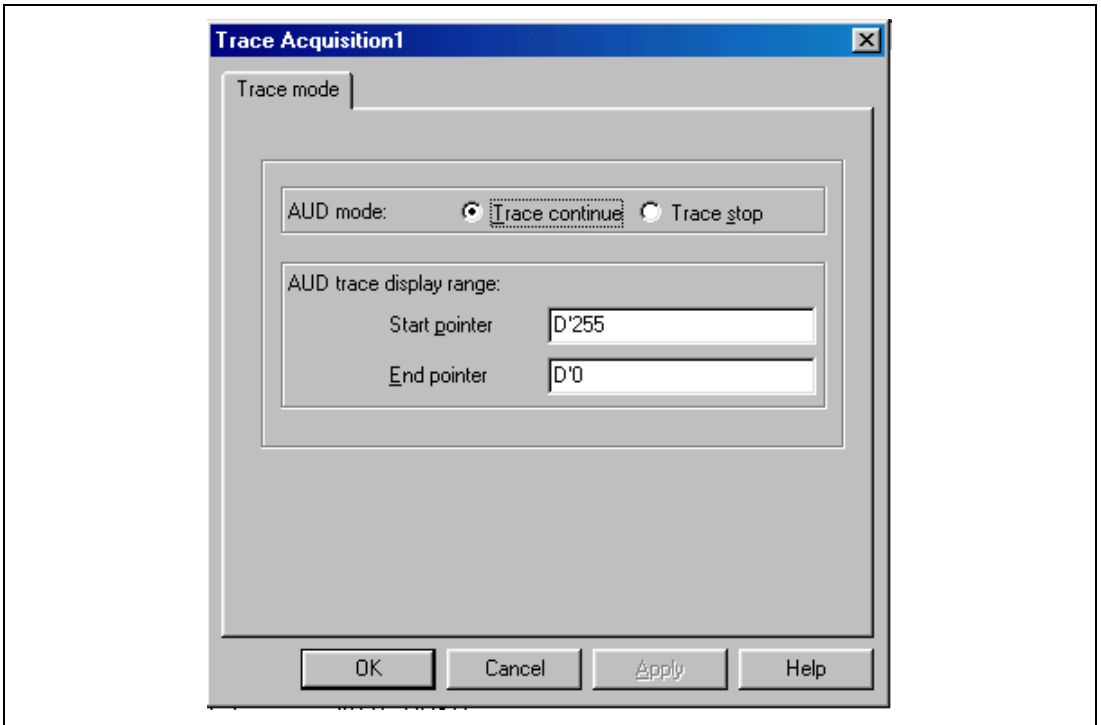 Trace Acquisition1
Trace mode
AUD mode: Trace continue Trace stop
AUD trace display range:
Start pointer D'255
End pointer D'0
OK Cancel Apply Help